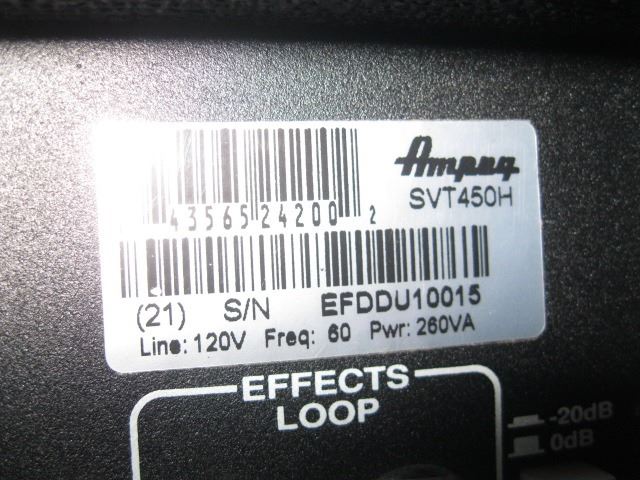 Ampeg
SVT450H
43565 24200 2
(21) S/N EFDDU10015
Line: 120V Freq: 60 Pwr: 260VA
EFFECTS
LOOP
-20dB
0dB